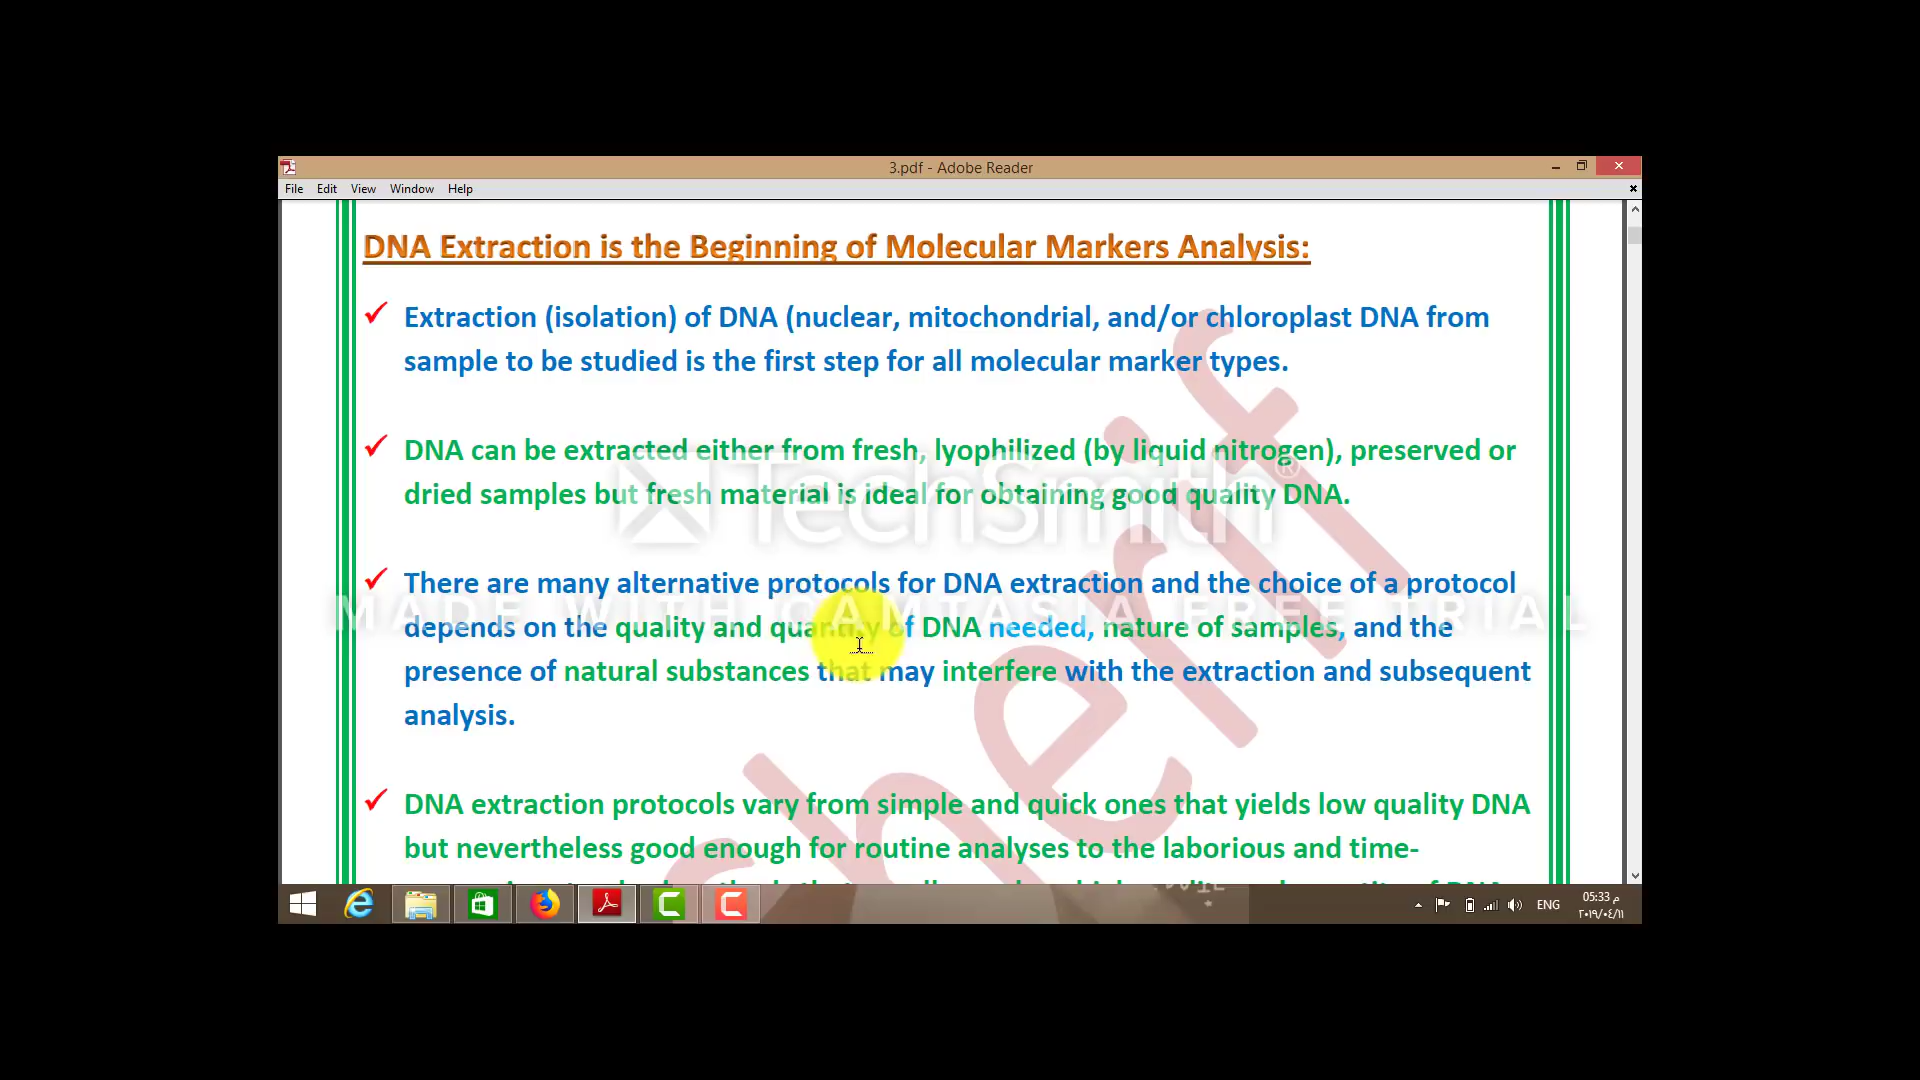 3.pdf - Adobe Reader
File Edit View Window Help
DNA Extraction is the Beginning of Molecular Markers Analysis:
Extraction (isolation) of DNA (nuclear, mitochondrial, and/or chloroplast DNA from
sample to be studied is the first step for all molecular marker types.
DNA can be extracted either from fresh, lyophilized (by liquid nitrogen), preserved or
dried samples but fresh material is ideal for obtaining good quality DNA.
TechSmith®
There are many alternative protocols for DNA extraction and the choice of a protocol
MADE WITH CAMTASIA FREE TRIAL
depends on the quality and quantity of DNA needed, nature of samples, and the
presence of natural substances that may interfere with the extraction and subsequent
analysis.
sherif
DNA extraction protocols vary from simple and quick ones that yields low quality DNA
but nevertheless good enough for routine analyses to the laborious and time-
ENG
05:33 م
٢٠١٩/٠٤/١١